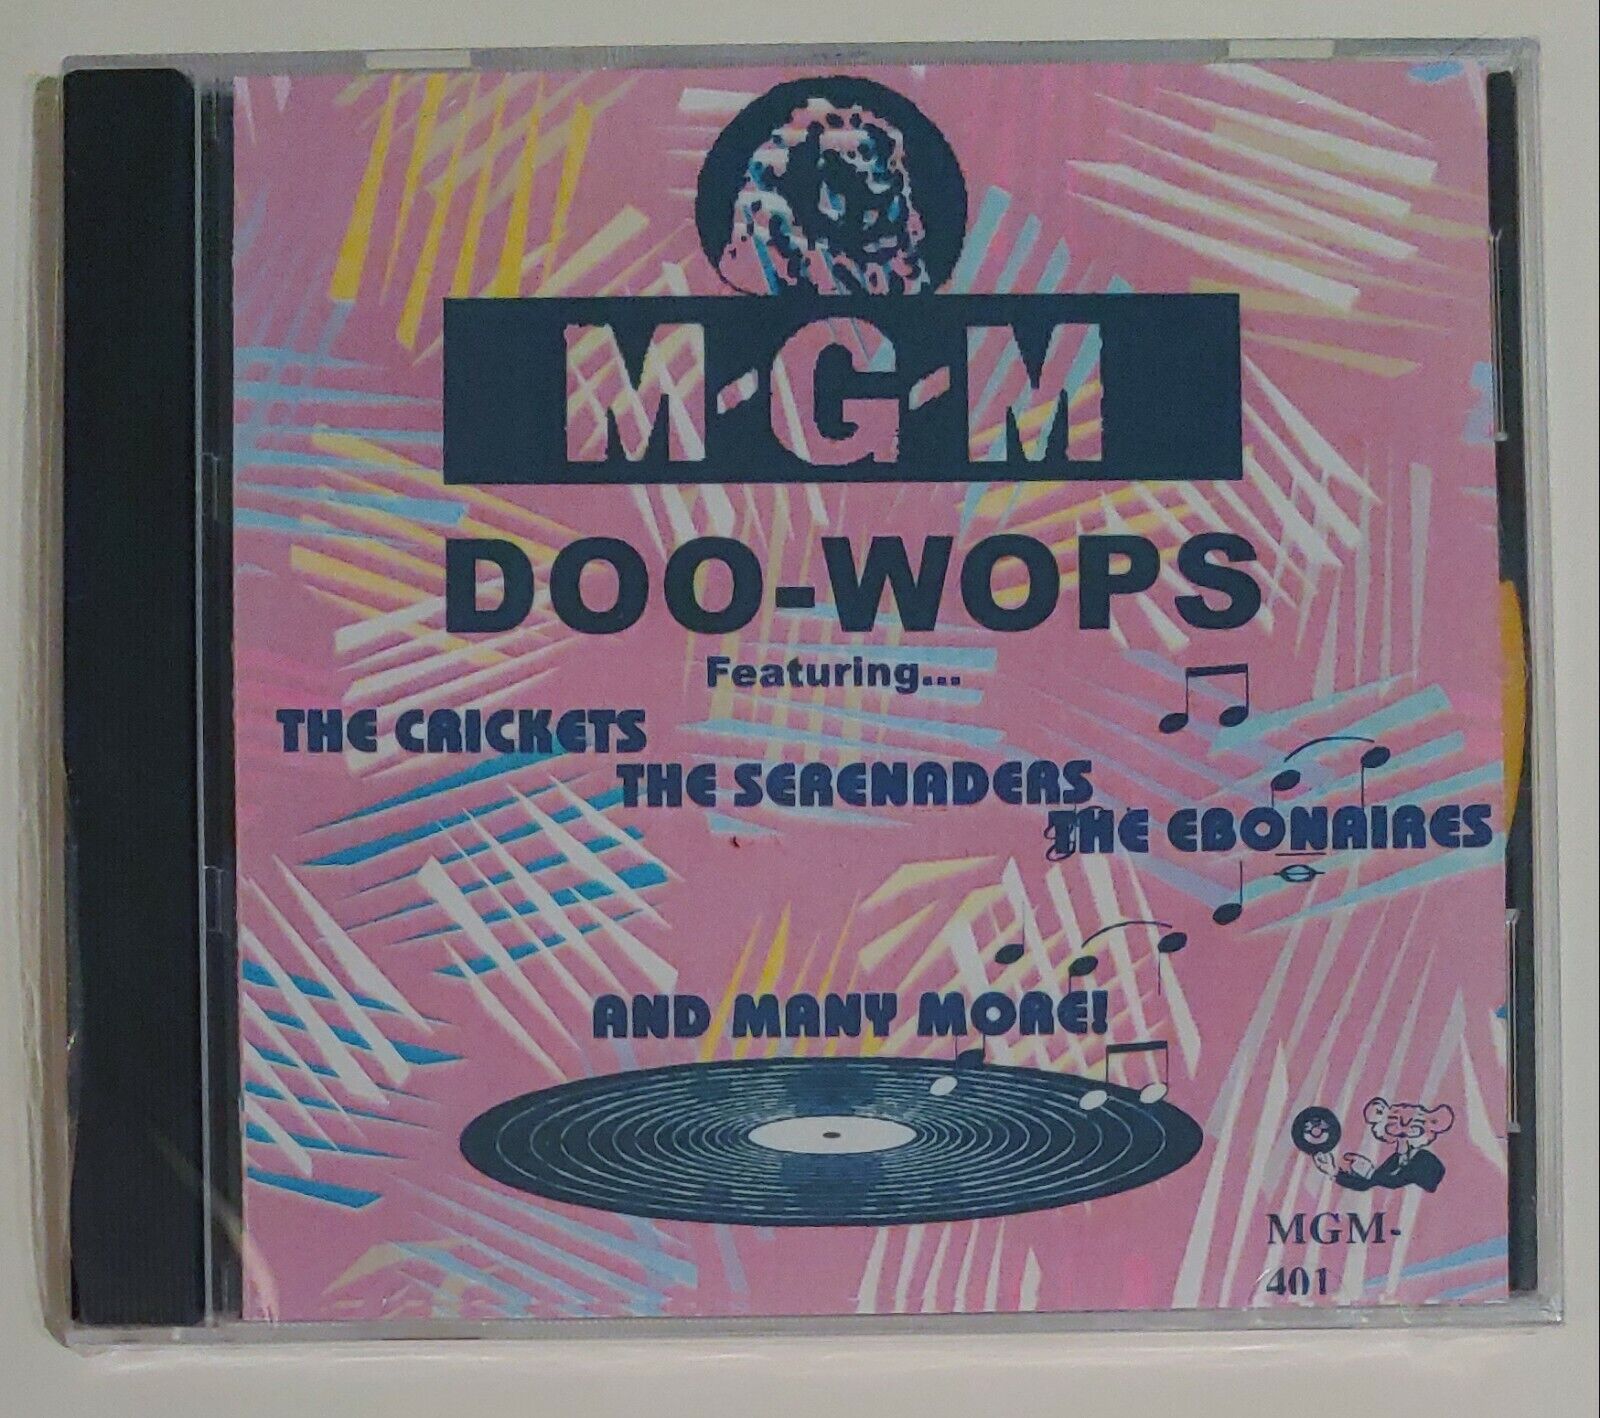 M-G-M
DOO-WOPS
Featuring...
THE CRICKETS
THE SERENADERS
THE EBONAIRES
AND MANY MORE!
MGM-
401